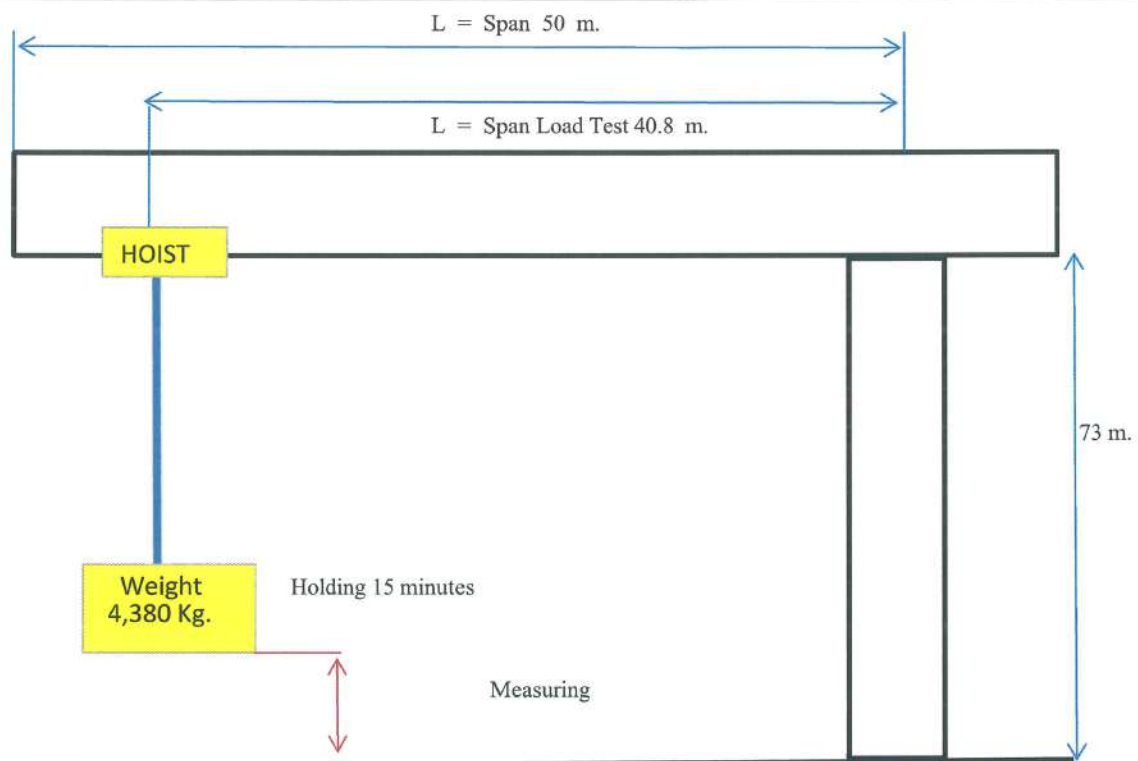 L = Span 50 m.
L = Span Load Test 40.8 m.
HOIST
73 m.
Weight
4,380 Kg.
Holding 15 minutes
Measuring